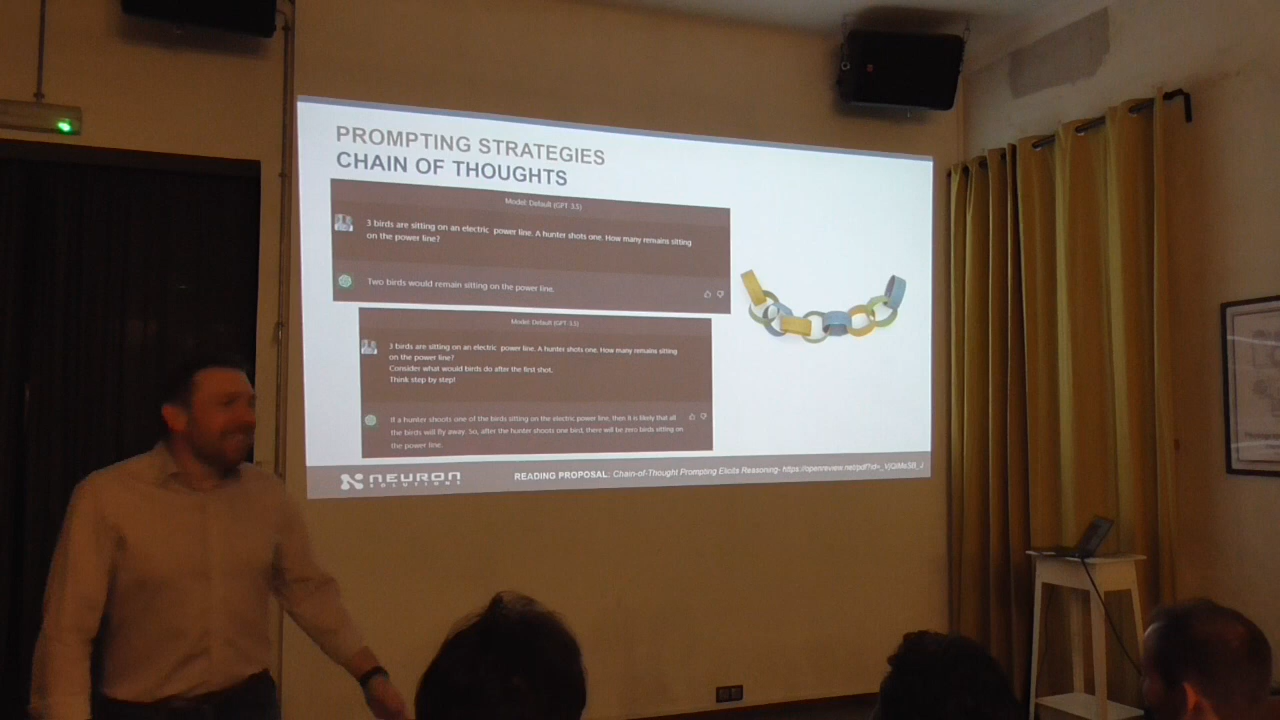 PROMPTING STRATEGIES
CHAIN OF THOUGHTS
Model: Default (GPT-3.5)
3 birds are sitting on an electric power line. A hunter shots one. How many remains sitting
on the power line?
Two birds would remain sitting on the power line.
Model: Default (GPT-3.5)
3 birds are sitting on an electric power line. A hunter shots one. How many remains sitting
on the power line?
Consider what would birds do after the first shot.
Think step by step!
If a hunter shoots one of the birds sitting on the electric power line, then it is likely that all
the birds will fly away. So, after the hunter shoots one bird, there will be zero birds sitting on
the power line.
NEURON
SOLUTIONS
READING PROPOSAL: Chain-of-Thought Prompting Elicits Reasoning-